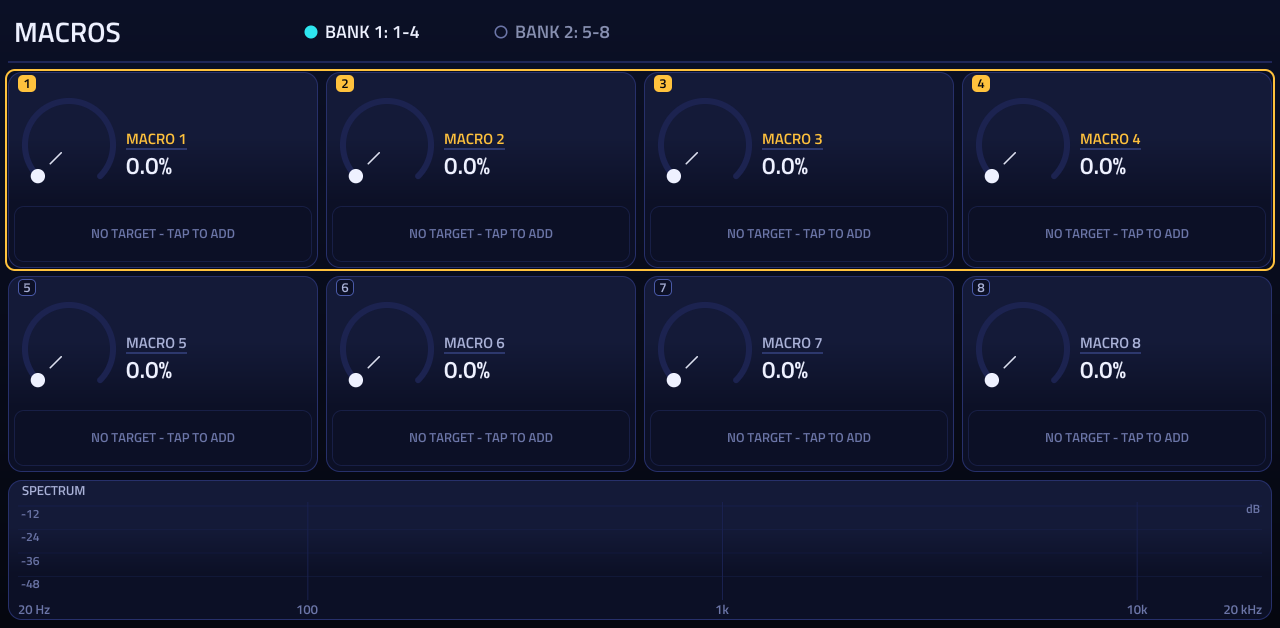 MACROS
BANK 1: 1-4
BANK 2: 5-8
1
MACRO 1
0.0%
NO TARGET - TAP TO ADD
2
MACRO 2
0.0%
NO TARGET - TAP TO ADD
3
MACRO 3
0.0%
NO TARGET - TAP TO ADD
4
MACRO 4
0.0%
NO TARGET - TAP TO ADD
5
MACRO 5
0.0%
NO TARGET - TAP TO ADD
6
MACRO 6
0.0%
NO TARGET - TAP TO ADD
7
MACRO 7
0.0%
NO TARGET - TAP TO ADD
8
MACRO 8
0.0%
NO TARGET - TAP TO ADD
SPECTRUM
dB
-12
-24
-36
-48
20 Hz
100
1k
10k
20 kHz